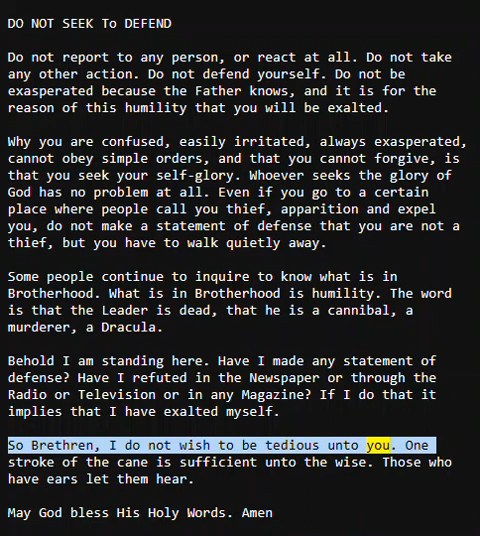 DO NOT SEEK To DEFEND
Do not report to any person, or react at all. Do not take
any other action. Do not defend yourself. Do not be
exasperated because the Father knows, and it is for the
reason of this humility that you will be exalted.
Why you are confused, easily irritated, always exasperated,
cannot obey simple orders, and that you cannot forgive, is
that you seek your self-glory. Whoever seeks the glory of
God has no problem at all. Even if you go to a certain
place where people call you thief, apparition and expel
you, do not make a statement of defense that you are not a
thief, but you have to walk quietly away.
Some people continue to inquire to know what is in
Brotherhood. What is in Brotherhood is humility. The word
is that the Leader is dead, that he is a cannibal, a
murderer, a Dracula.
Behold I am standing here. Have I made any statement of
defense? Have I refuted in the Newspaper or through the
Radio or Television or in any Magazine? If I do that it
implies that I have exalted myself.
So Brethren, I do not wish to be tedious unto you. One
stroke of the cane is sufficient unto the wise. Those who
have ears let them hear.
May God bless His Holy Words. Amen